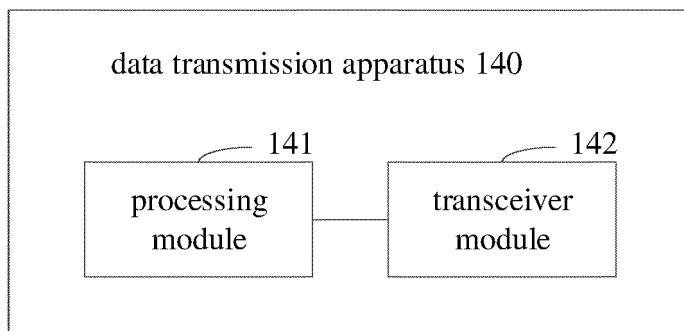 data transmission apparatus 140
141
142
processing
module
transceiver
module